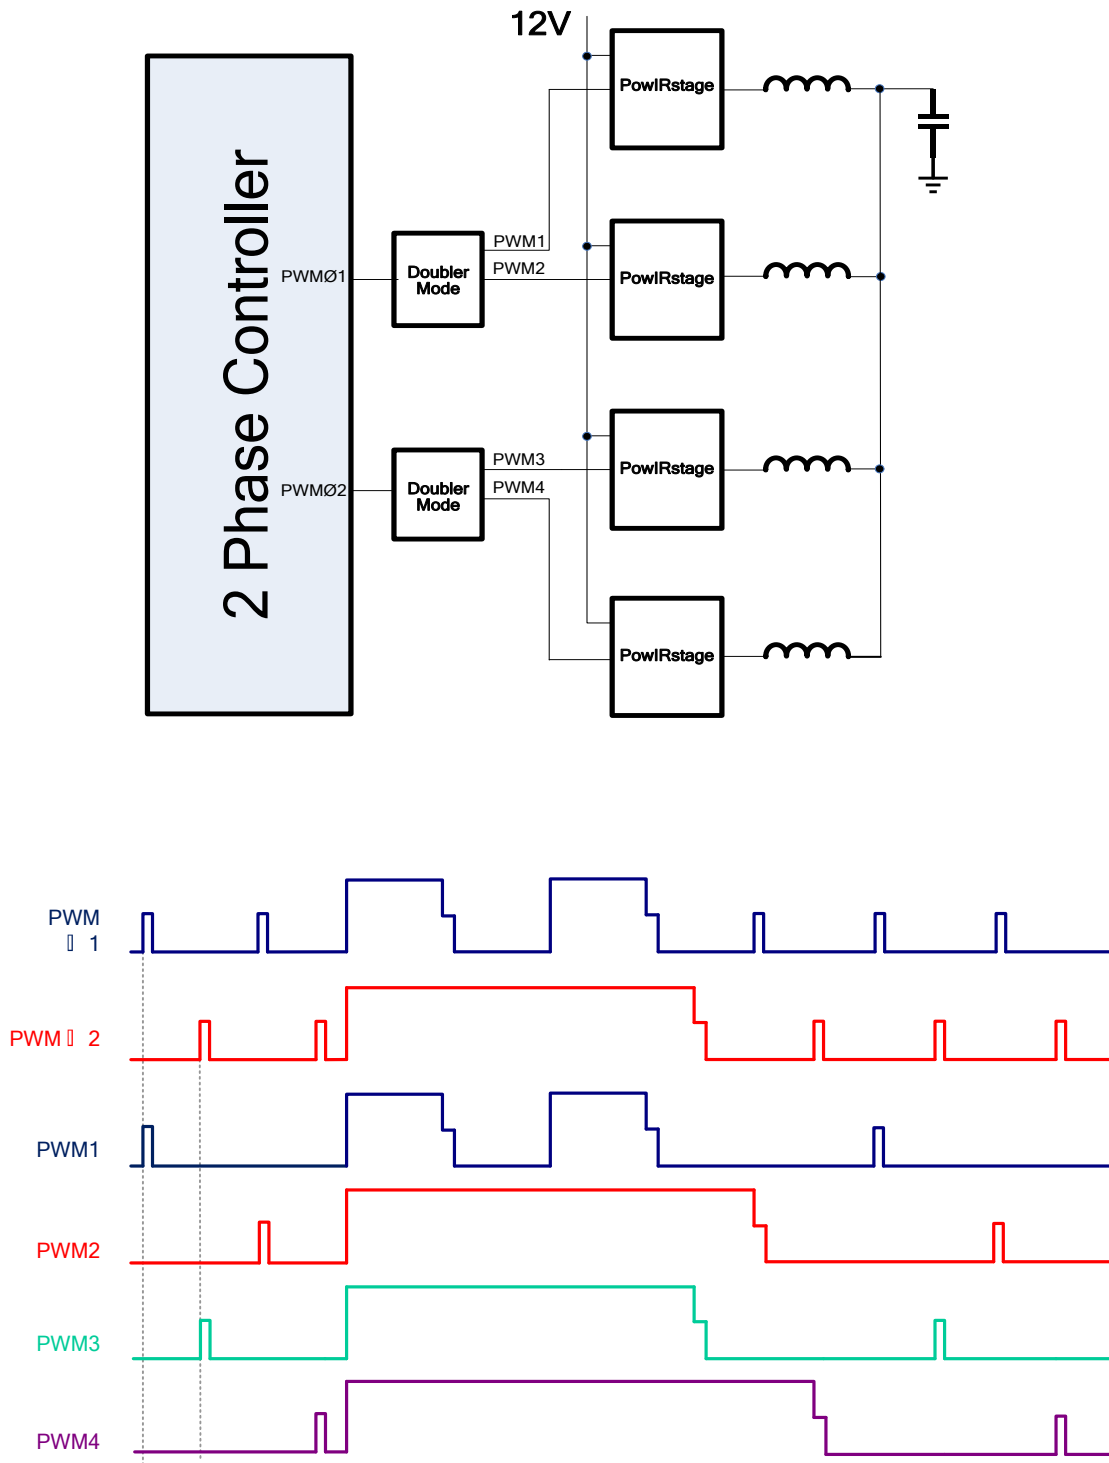 12V
PowIRstage
2 Phase Controller
PWM1
PWMØ1
Doubler
Mode
PWM2
PowIRstage
PWM3
PWMØ2
Doubler
Mode
PWM4
PowIRstage
PowIRstage
PWM
▯ 1
PWM ▯ 2
PWM1
PWM2
PWM3
PWM4